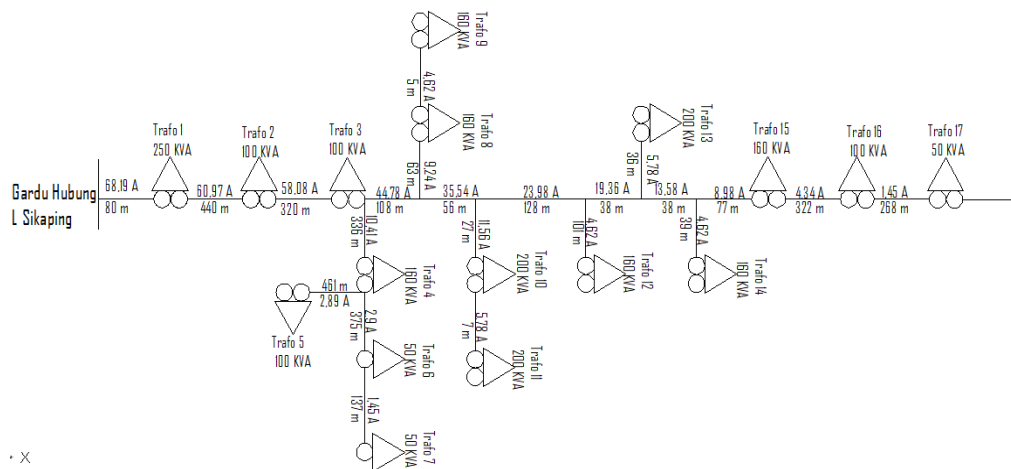 Gardu Hubung
L Sikaping
68,19 A
80 m
Trafo 1
250 KVA
60,97 A
440 m
Trafo 2
100 KVA
58,08 A
320 m
Trafo 3
100 KVA
44,78 A
108 m
10,41 A
336 m
Trafo 4
160 KVA
461 m
2,89 A
Trafo 5
100 KVA
2,9 A
375 m
Trafo 6
50 KVA
1,45 A
137 m
Trafo 7
50 KVA
9,24 A
63 m
Trafo 8
160 KVA
4,62 A
5 m
Trafo 9
160 KVA
35,54 A
56 m
11,56 A
27 m
Trafo 10
200 KVA
5,78 A
7 m
Trafo 11
200 KVA
23,98 A
128 m
4,62 A
101 m
Trafo 12
160 KVA
19,36 A
38 m
5,78 A
36 m
Trafo 13
200 KVA
13,58 A
38 m
4,62 A
39 m
Trafo 14
160 KVA
8,98 A
77 m
Trafo 15
160 KVA
4,34 A
322 m
Trafo 16
100 KVA
1,45 A
268 m
Trafo 17
50 KVA
X